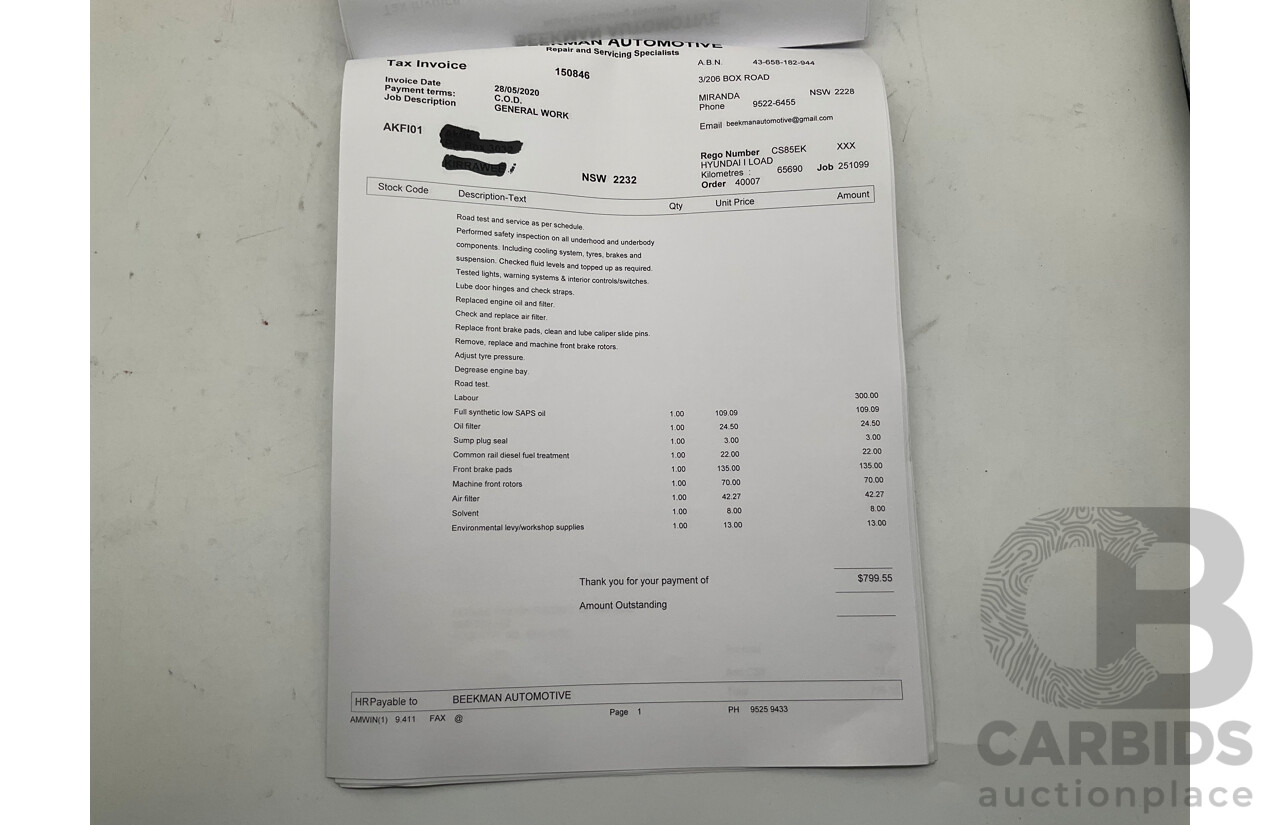 BEEKMAN AUTOMOTIVE
Repair and Servicing Specialists
Tax Invoice
150846
A.B.N. 43-658-182-944
3/206 BOX ROAD
Invoice Date 28/05/2020
Payment terms: C.O.D.
Job Description GENERAL WORK
MIRANDA NSW 2228
Phone 9522-6455
Email beekmanautomotive@gmail.com
AKFI01
NSW 2232
Rego Number CS85EK XXX
HYUNDAI I LOAD
Kilometres : 65690 Job 251099
Order 40007
Stock Code Description-Text Qty Unit Price Amount
Road test and service as per schedule.
Performed safety inspection on all underhood and underbody
components. Including cooling system, tyres, brakes and
suspension. Checked fluid levels and topped up as required.
Tested lights, warning systems & interior controls/switches.
Lube door hinges and check straps.
Replaced engine oil and filter.
Check and replace air filter.
Replace front brake pads, clean and lube caliper slide pins.
Remove, replace and machine front brake rotors.
Adjust tyre pressure.
Degrease engine bay.
Road test.
Labour 300.00
Full synthetic low SAPS oil 1.00 109.09 109.09
Oil filter 1.00 24.50 24.50
Sump plug seal 1.00 3.00 3.00
Common rail diesel fuel treatment 1.00 22.00 22.00
Front brake pads 1.00 135.00 135.00
Machine front rotors 1.00 70.00 70.00
Air filter 1.00 42.27 42.27
Solvent 1.00 8.00 8.00
Environmental levy/workshop supplies 1.00 13.00 13.00
Thank you for your payment of $799.55
Amount Outstanding
HRPayable to BEEKMAN AUTOMOTIVE
AMWIN(1) 9.411 FAX @ Page 1 PH 9525 9433
CB
CARBIDS
auctionplace